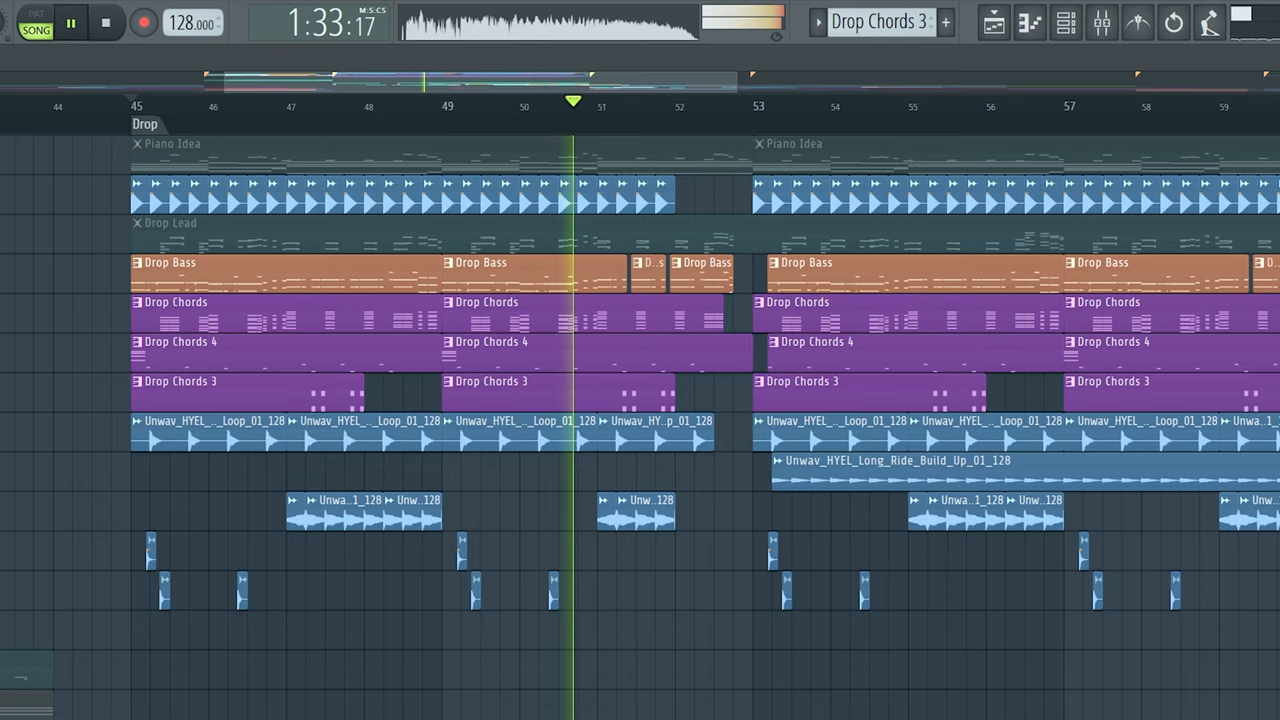 PAT
SONG
128.000
1:33:17
M:S:CS
Drop Chords 3
44 45 46 47 48 49 50 51 52 53 54 55 56 57 58 59
Drop
Piano Idea Piano Idea
Drop Lead
Drop Bass Drop Bass D..s Drop Bass Drop Bass Drop Bass D..
Drop Chords Drop Chords Drop Chords Drop Chords
Drop Chords 4 Drop Chords 4 Drop Chords 4 Drop Chords 4
Drop Chords 3 Drop Chords 3 Drop Chords 3 Drop Chords 3
Unwav_HYEL_.._Loop_01_128 Unwav_HYEL_.._Loop_01_128 Unwav_HYEL_.._Loop_01_128 Unwav_HY..p_01_128 Unwav_HYEL_.._Loop_01_128 Unwav_HYEL_.._Loop_01_128 Unwav_HYEL_.._Loop_01_128 Unwa..1_128
Unwav_HYEL_Long_Ride_Build_Up_01_128
Unwa..1_128 Unw..128 Unw..128 Unwa..1_128 Unw..128 Unw..